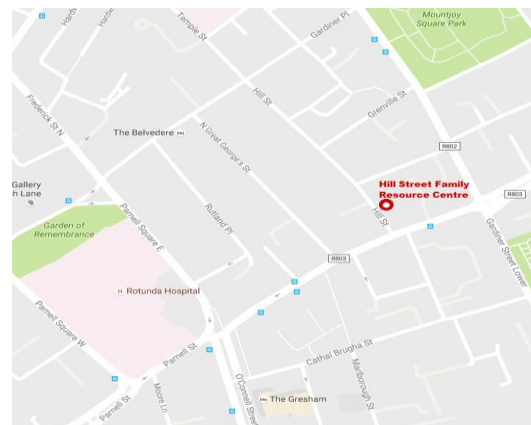 Temple St
Gardiner Pl
Mountjoy
Square Park
Hill St
Grenville St
Frederick St N
The Belvedere
N Great George's St
R802
Hill Street Family
Resource Centre
R803
Gallery
h Lane
Garden of
Remembrance
Parnell Square E
Rutland Pl
Hill St
Gardiner Street Lower
R803
H Rotunda Hospital
Parnell Square W
Parnell St
Cathal Brugha St
Parnell St
Moore Ln
O'Connell Street
The Gresham
Marlborough St